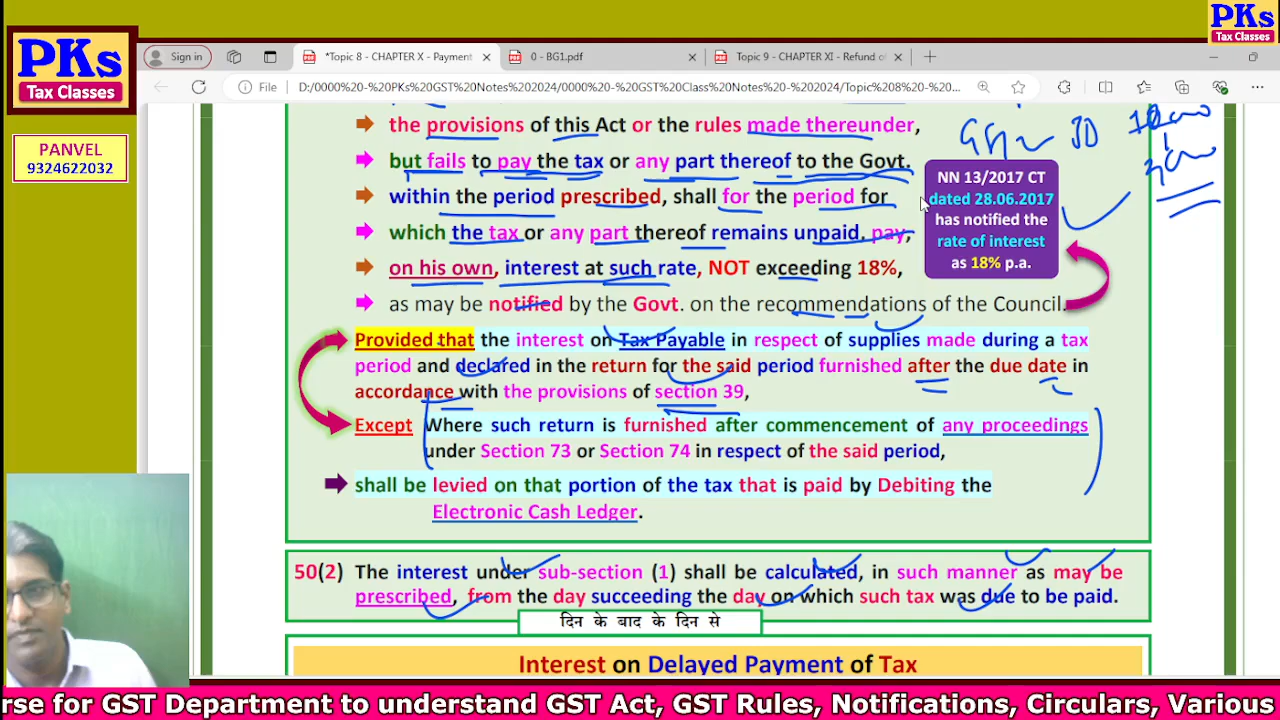 PKs
Tax Classes
PKs
Tax Classes
PANVEL
9324622032
Sign in
*Topic 8 - CHAPTER X - Payment
0 - BG1.pdf
Topic 9 - CHAPTER XI - Refund of
File
D:/0000%20-%20PKs%20GST%20Notes%202024/0000%20-%20GST%20Class%20Notes%20-%202024/Topic%208%20-%20...
the provisions of this Act or the rules made thereunder,
but fails to pay the tax or any part thereof to the Govt.
within the period prescribed, shall for the period for
which the tax or any part thereof remains unpaid, pay,
on his own, interest at such rate, NOT exceeding 18%,
as may be notified by the Govt. on the recommendations of the Council.
NN 13/2017 CT
dated 28.06.2017
has notified the
rate of interest
as 18% p.a.
Provided that the interest on Tax Payable in respect of supplies made during a tax
period and declared in the return for the said period furnished after the due date in
accordance with the provisions of section 39,
Except Where such return is furnished after commencement of any proceedings
under Section 73 or Section 74 in respect of the said period,
shall be levied on that portion of the tax that is paid by Debiting the
Electronic Cash Ledger.
50(2) The interest under sub-section (1) shall be calculated, in such manner as may be
prescribed, from the day succeeding the day on which such tax was due to be paid.
दिन के बाद के दिन से
Interest on Delayed Payment of Tax
rse for GST Department to understand GST Act, GST Rules, Notifications, Circulars, Various